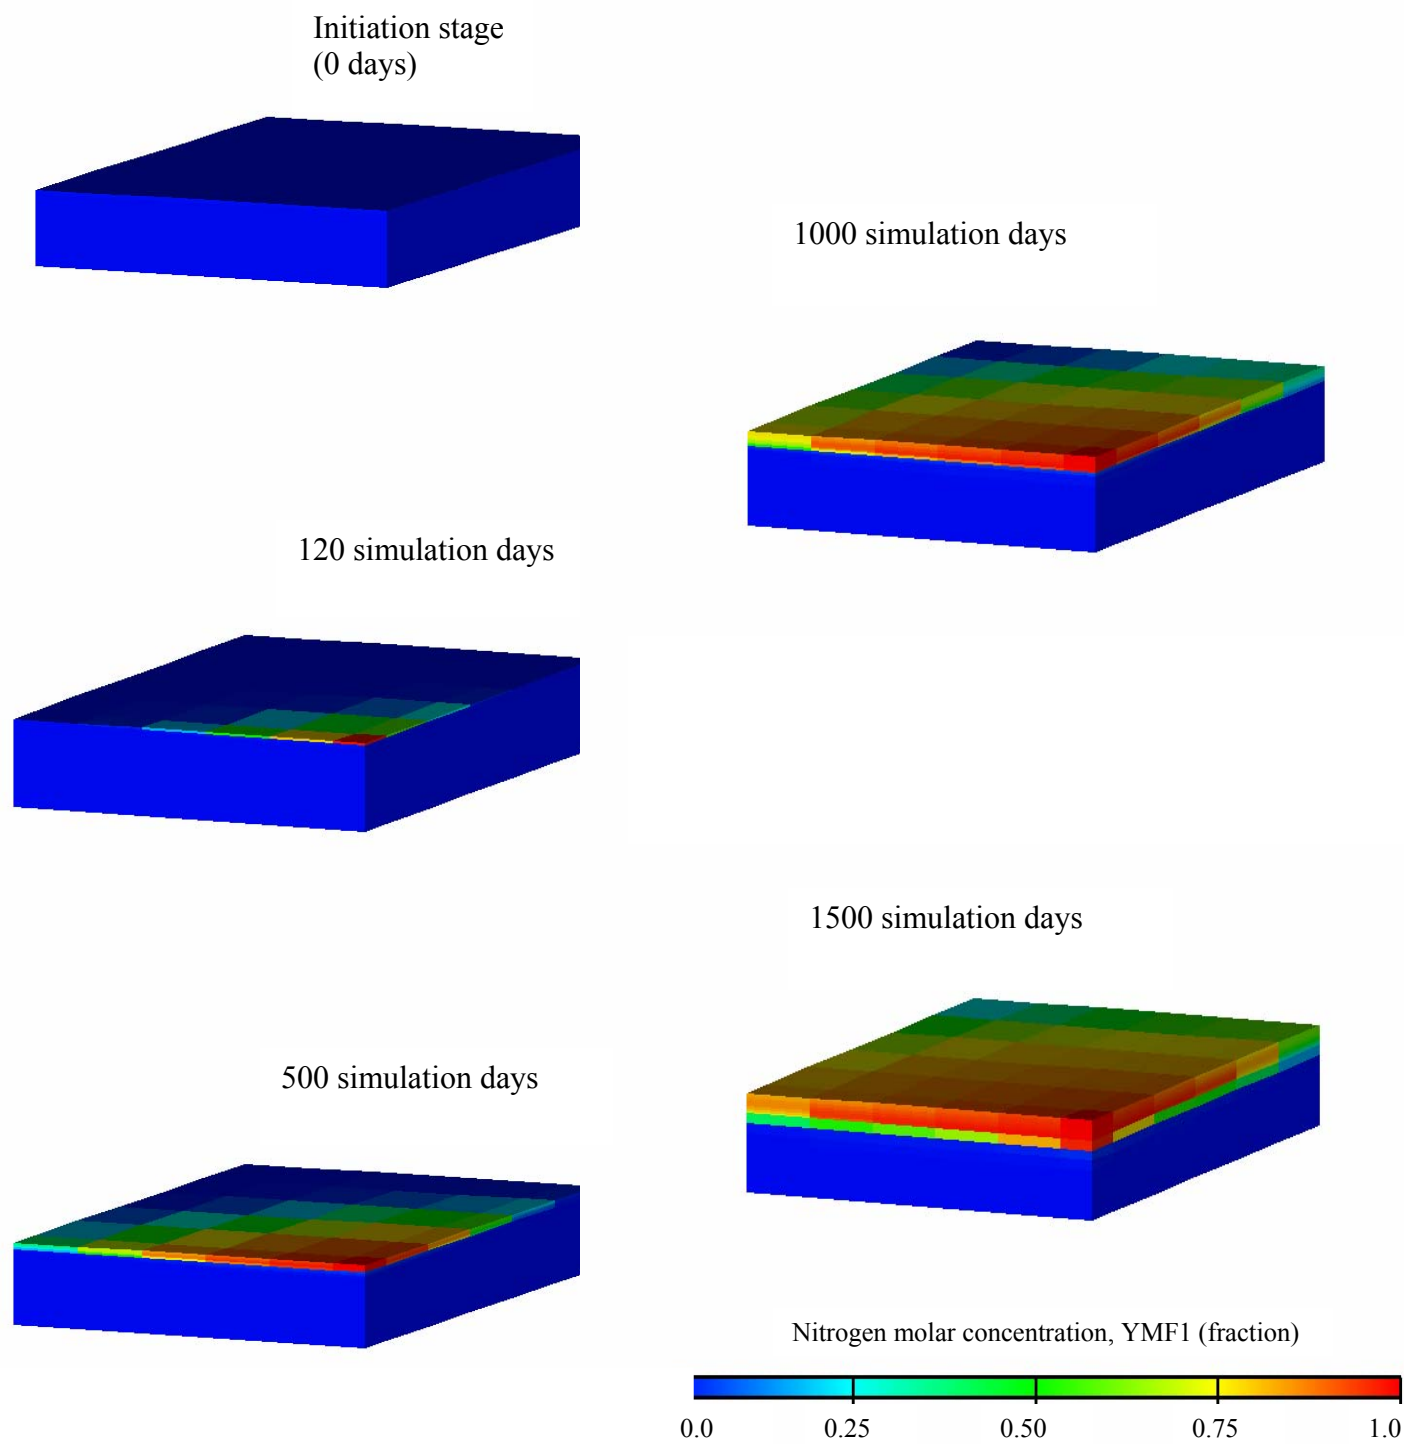 Initiation stage
(0 days)
1000 simulation days
120 simulation days
1500 simulation days
500 simulation days
Nitrogen molar concentration, YMF1 (fraction)
0.0 0.25 0.50 0.75 1.0